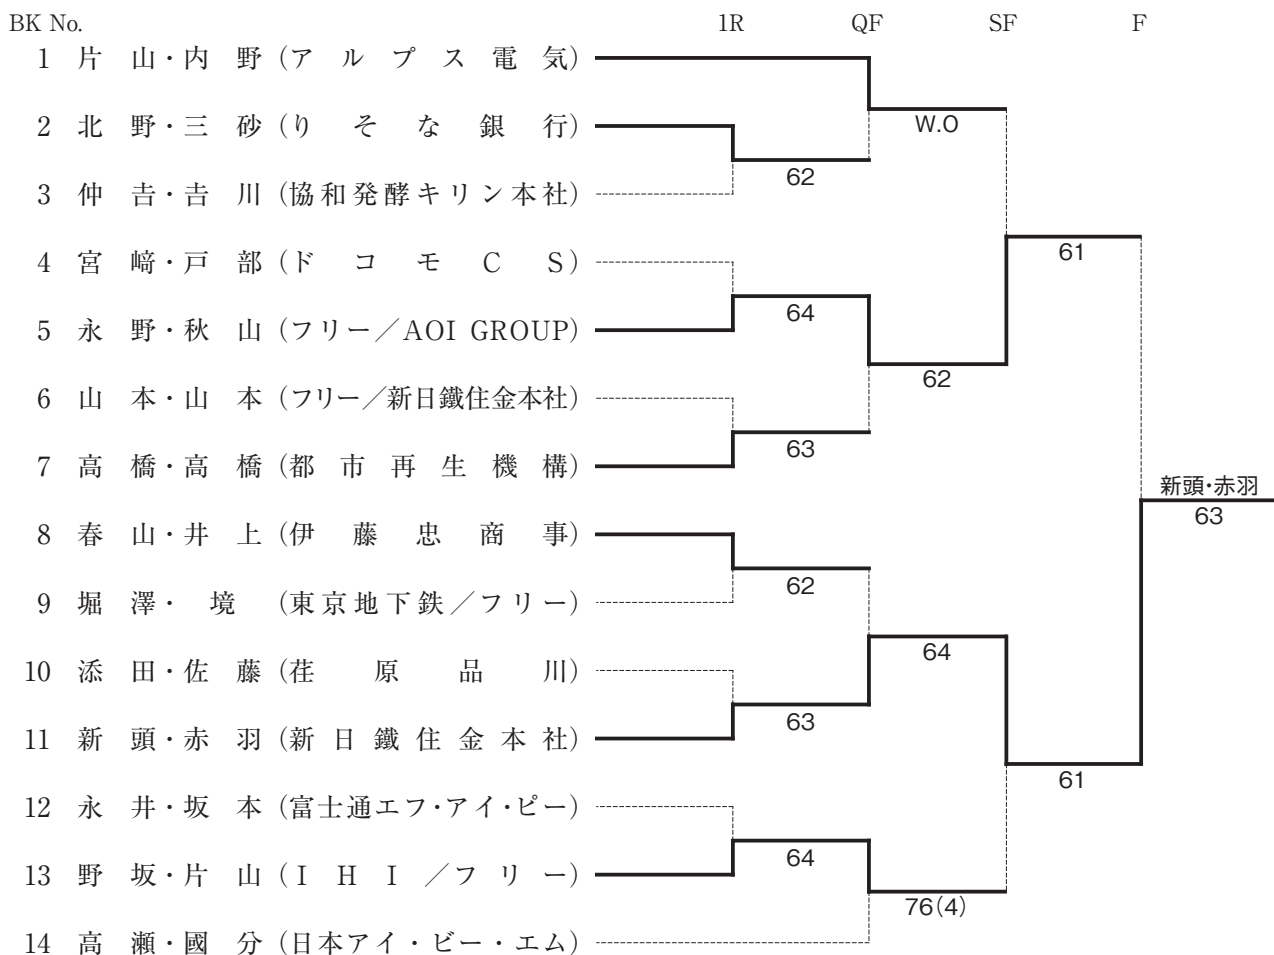 BK No. 1R QF SF F
1 片山・内野(アルプス電気)
W.O
2 北野・三砂(りそな銀行)
62
3 仲吉・吉川(協和発酵キリン本社)
61
4 宮﨑・戸部(ドコモCS)
64
5 永野・秋山(フリー/AOI GROUP)
62
6 山本・山本(フリー/新日鐵住金本社)
63
7 高橋・高橋(都市再生機構)
新頭・赤羽
63
8 春山・井上(伊藤忠商事)
62
9 堀澤・境(東京地下鉄/フリー)
64
10 添田・佐藤(荏原品川)
63
11 新頭・赤羽(新日鐵住金本社)
61
12 永井・坂本(富士通エフ・アイ・ピー)
64
13 野坂・片山(IHI/フリー)
76(4)
14 高瀬・國分(日本アイ・ビー・エム)